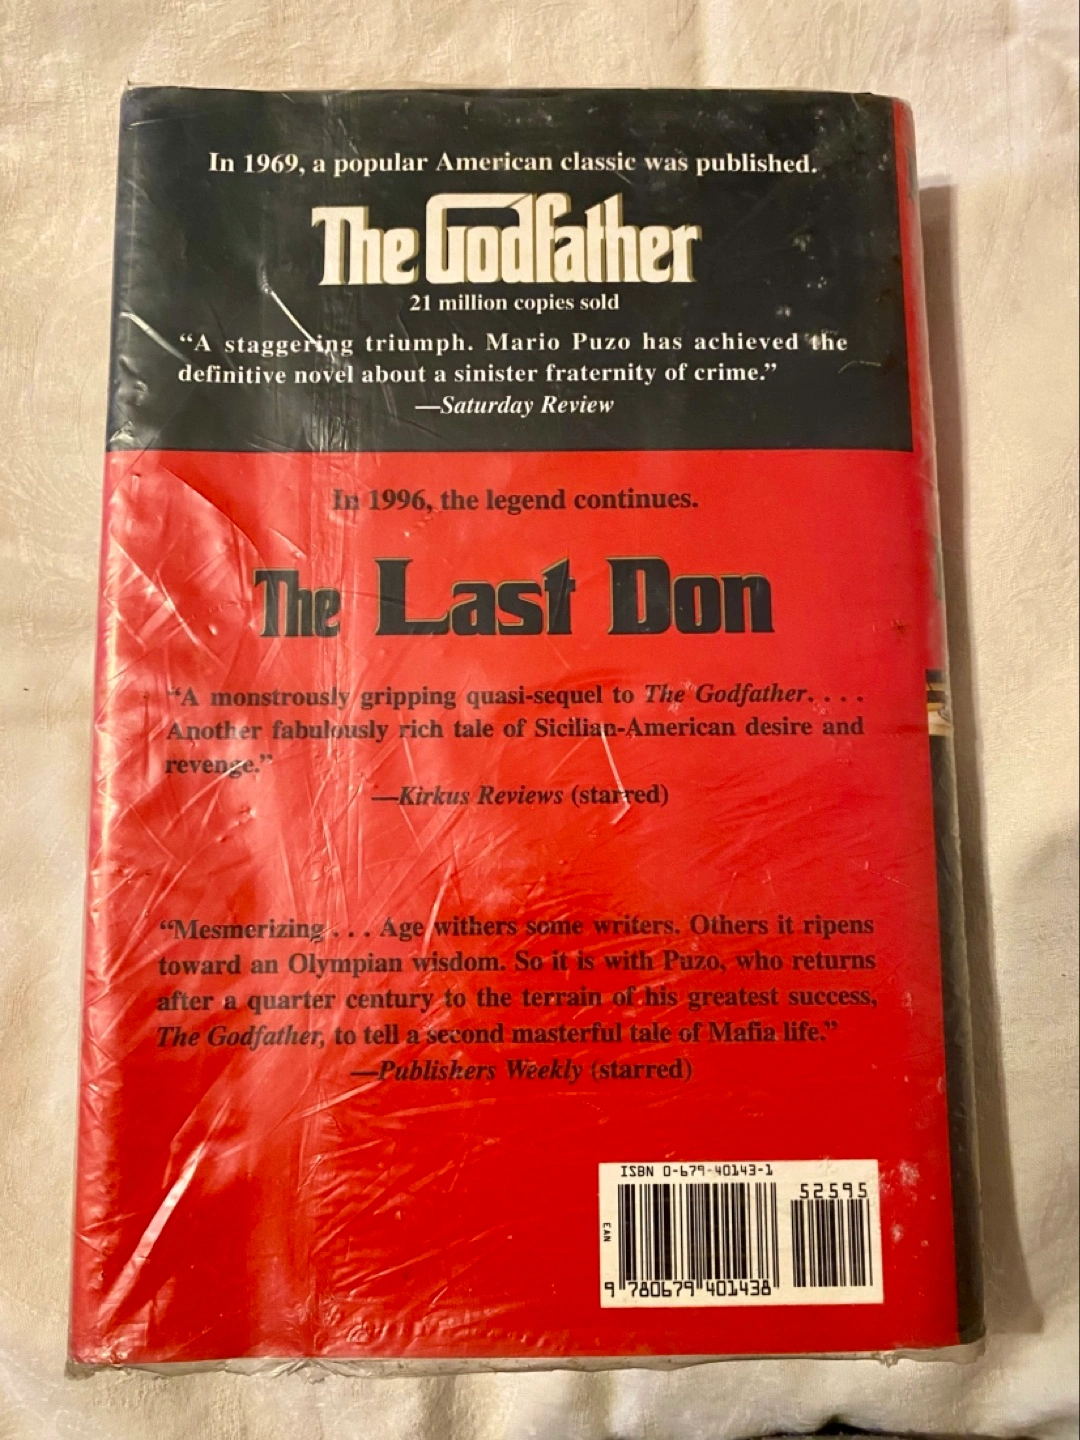 In 1969, a popular American classic was published.
The Godfather
21 million copies sold
“A staggering triumph. Mario Puzo has achieved the
definitive novel about a sinister fraternity of crime.”
—Saturday Review
In 1996, the legend continues.
The Last Don
“A monstrously gripping quasi-sequel to The Godfather. . . .
Another fabulously rich tale of Sicilian-American desire and
revenge.”
—Kirkus Reviews (starred)
“Mesmerizing . . . Age withers some writers. Others it ripens
toward an Olympian wisdom. So it is with Puzo, who returns
after a quarter century to the terrain of his greatest success,
The Godfather, to tell a second masterful tale of Mafia life.”
—Publishers Weekly (starred)
ISBN 0-679-40143-1
52595
EAN
9 780679 401438